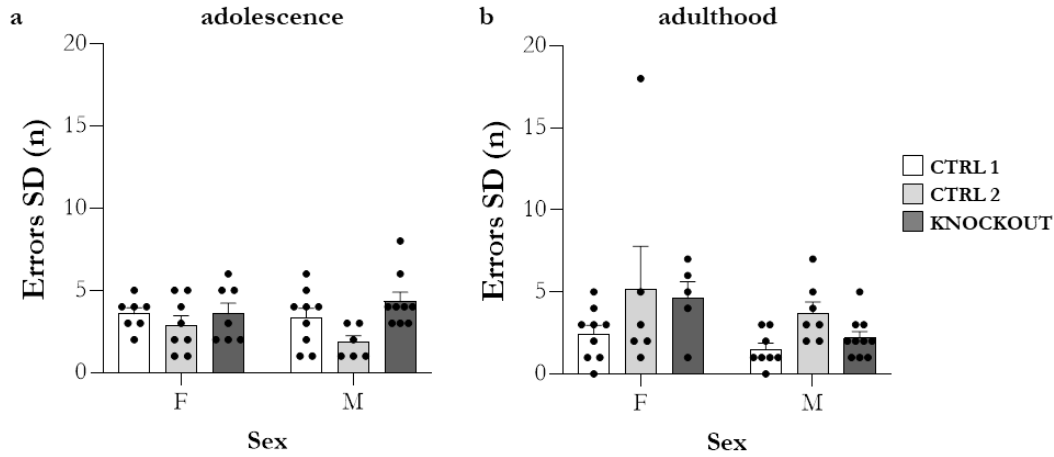 a adolescence
Errors SD (n)
20
15
10
5
0
F M
Sex
b adulthood
Errors SD (n)
20
15
10
5
0
F M
Sex
CTRL 1
CTRL 2
KNOCKOUT